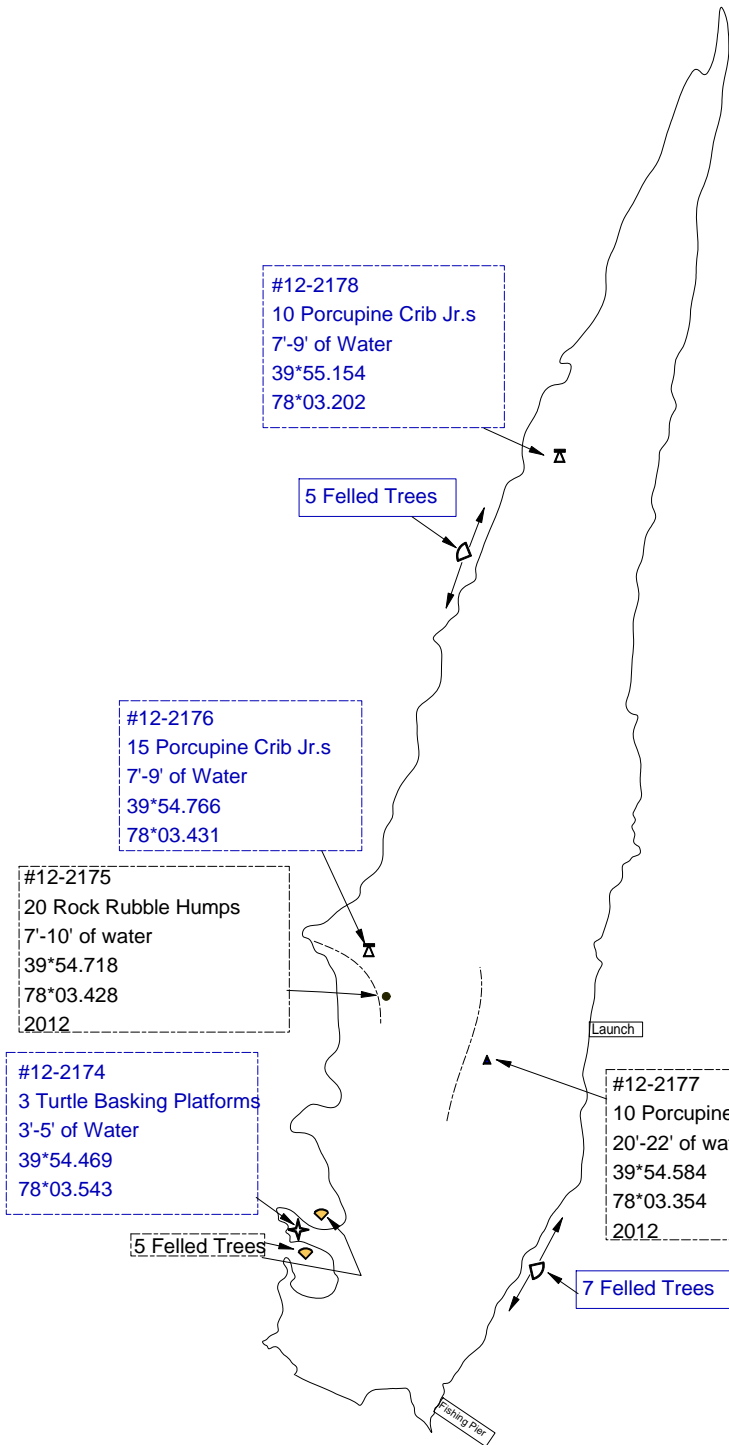 #12-2178
10 Porcupine Crib Jr.s
7'-9' of Water
39*55.154
78*03.202
5 Felled Trees
#12-2176
15 Porcupine Crib Jr.s
7'-9' of Water
39*54.766
78*03.431
#12-2175
20 Rock Rubble Humps
7'-10' of water
39*54.718
78*03.428
2012
Launch
#12-2174
3 Turtle Basking Platforms
3'-5' of Water
39*54.469
78*03.543
#12-2177
10 Porcupine
20'-22' of wa
39*54.584
78*03.354
2012
5 Felled Trees
7 Felled Trees
Fishing Pier